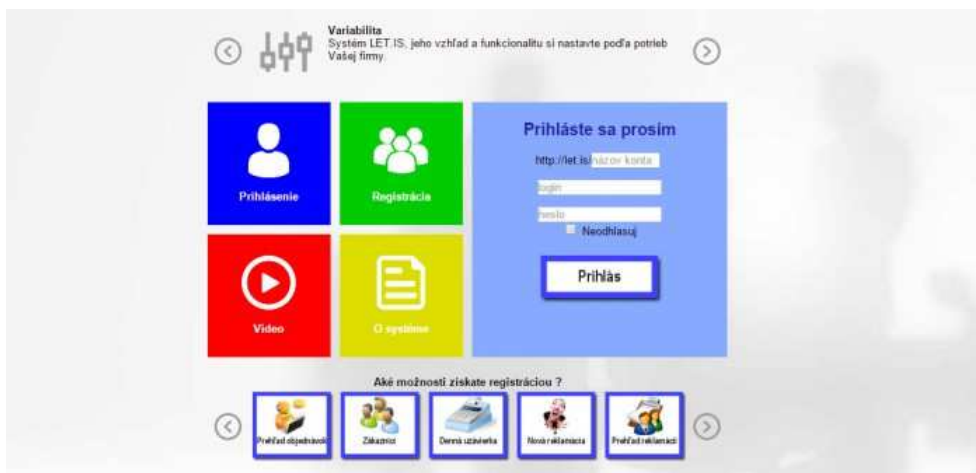 Variabilita
Systém LET.IS, jeho vzhľad a funkcionalitu si nastavte podľa potrieb
Vašej firmy.
Prihlásenie
Registrácia
Prihláste sa prosím
http://let.is/ názov konta
login
heslo
Neodhlasuj
Prihlás
Video
O systéme
Aké možnosti získate registráciou ?
Prehľad objednávok
Zákazníci
Denná uzávierka
Nová reklamácia
Prehľad reklamácií